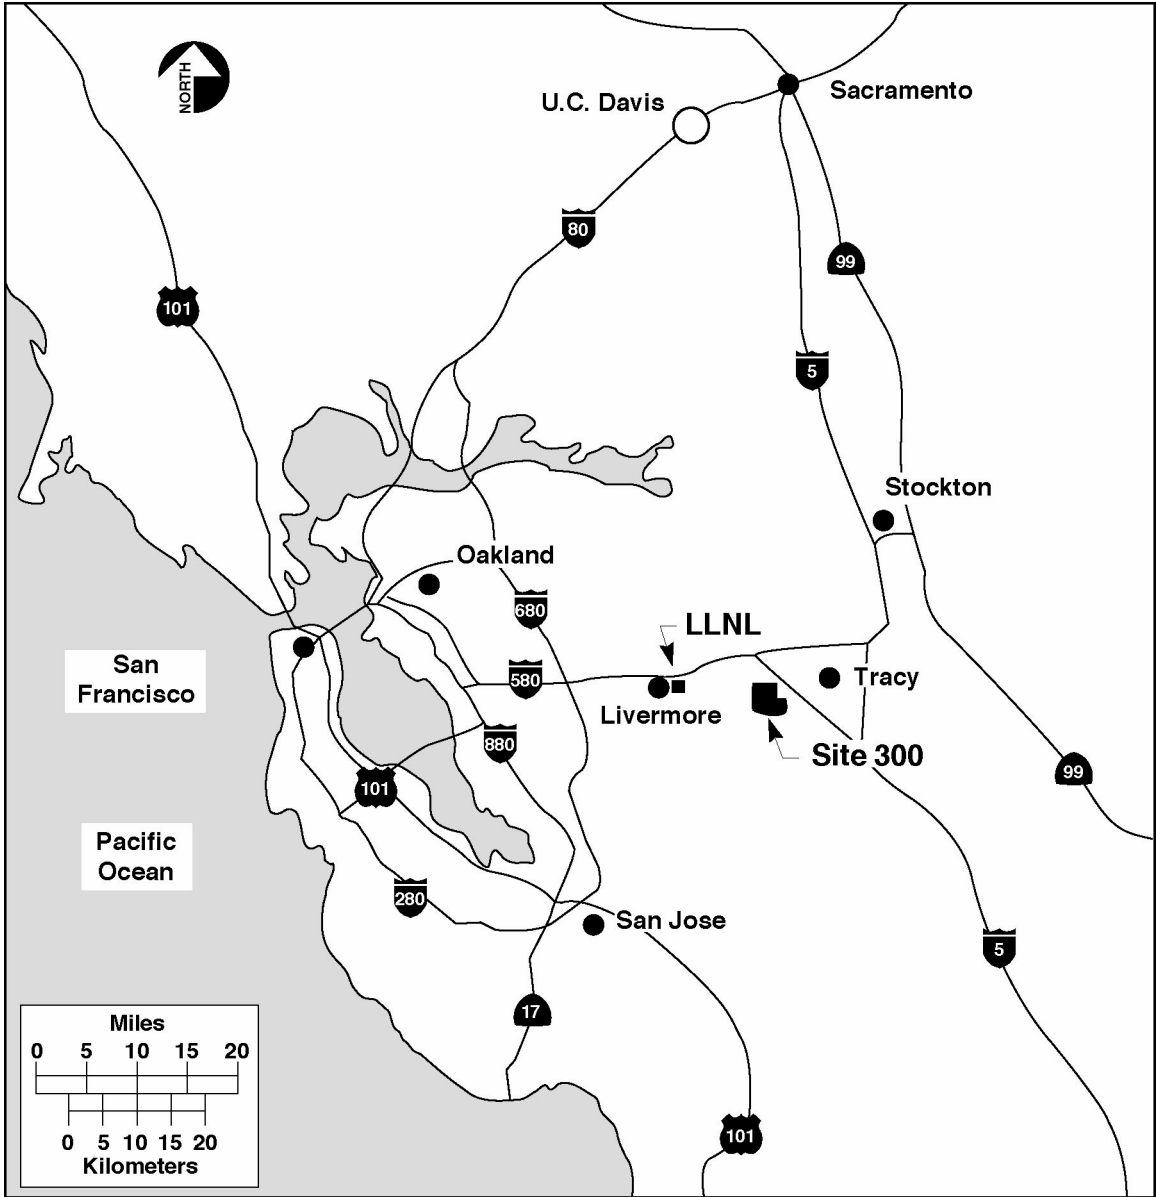 NORTH
U.C. Davis
Sacramento
80
99
101
5
Stockton
Oakland
680
LLNL
San
Francisco
580
Tracy
Livermore
880
Site 300
101
99
Pacific
Ocean
280
San Jose
5
17
Miles
0 5 10 15 20
0 5 10 15 20
Kilometers
101